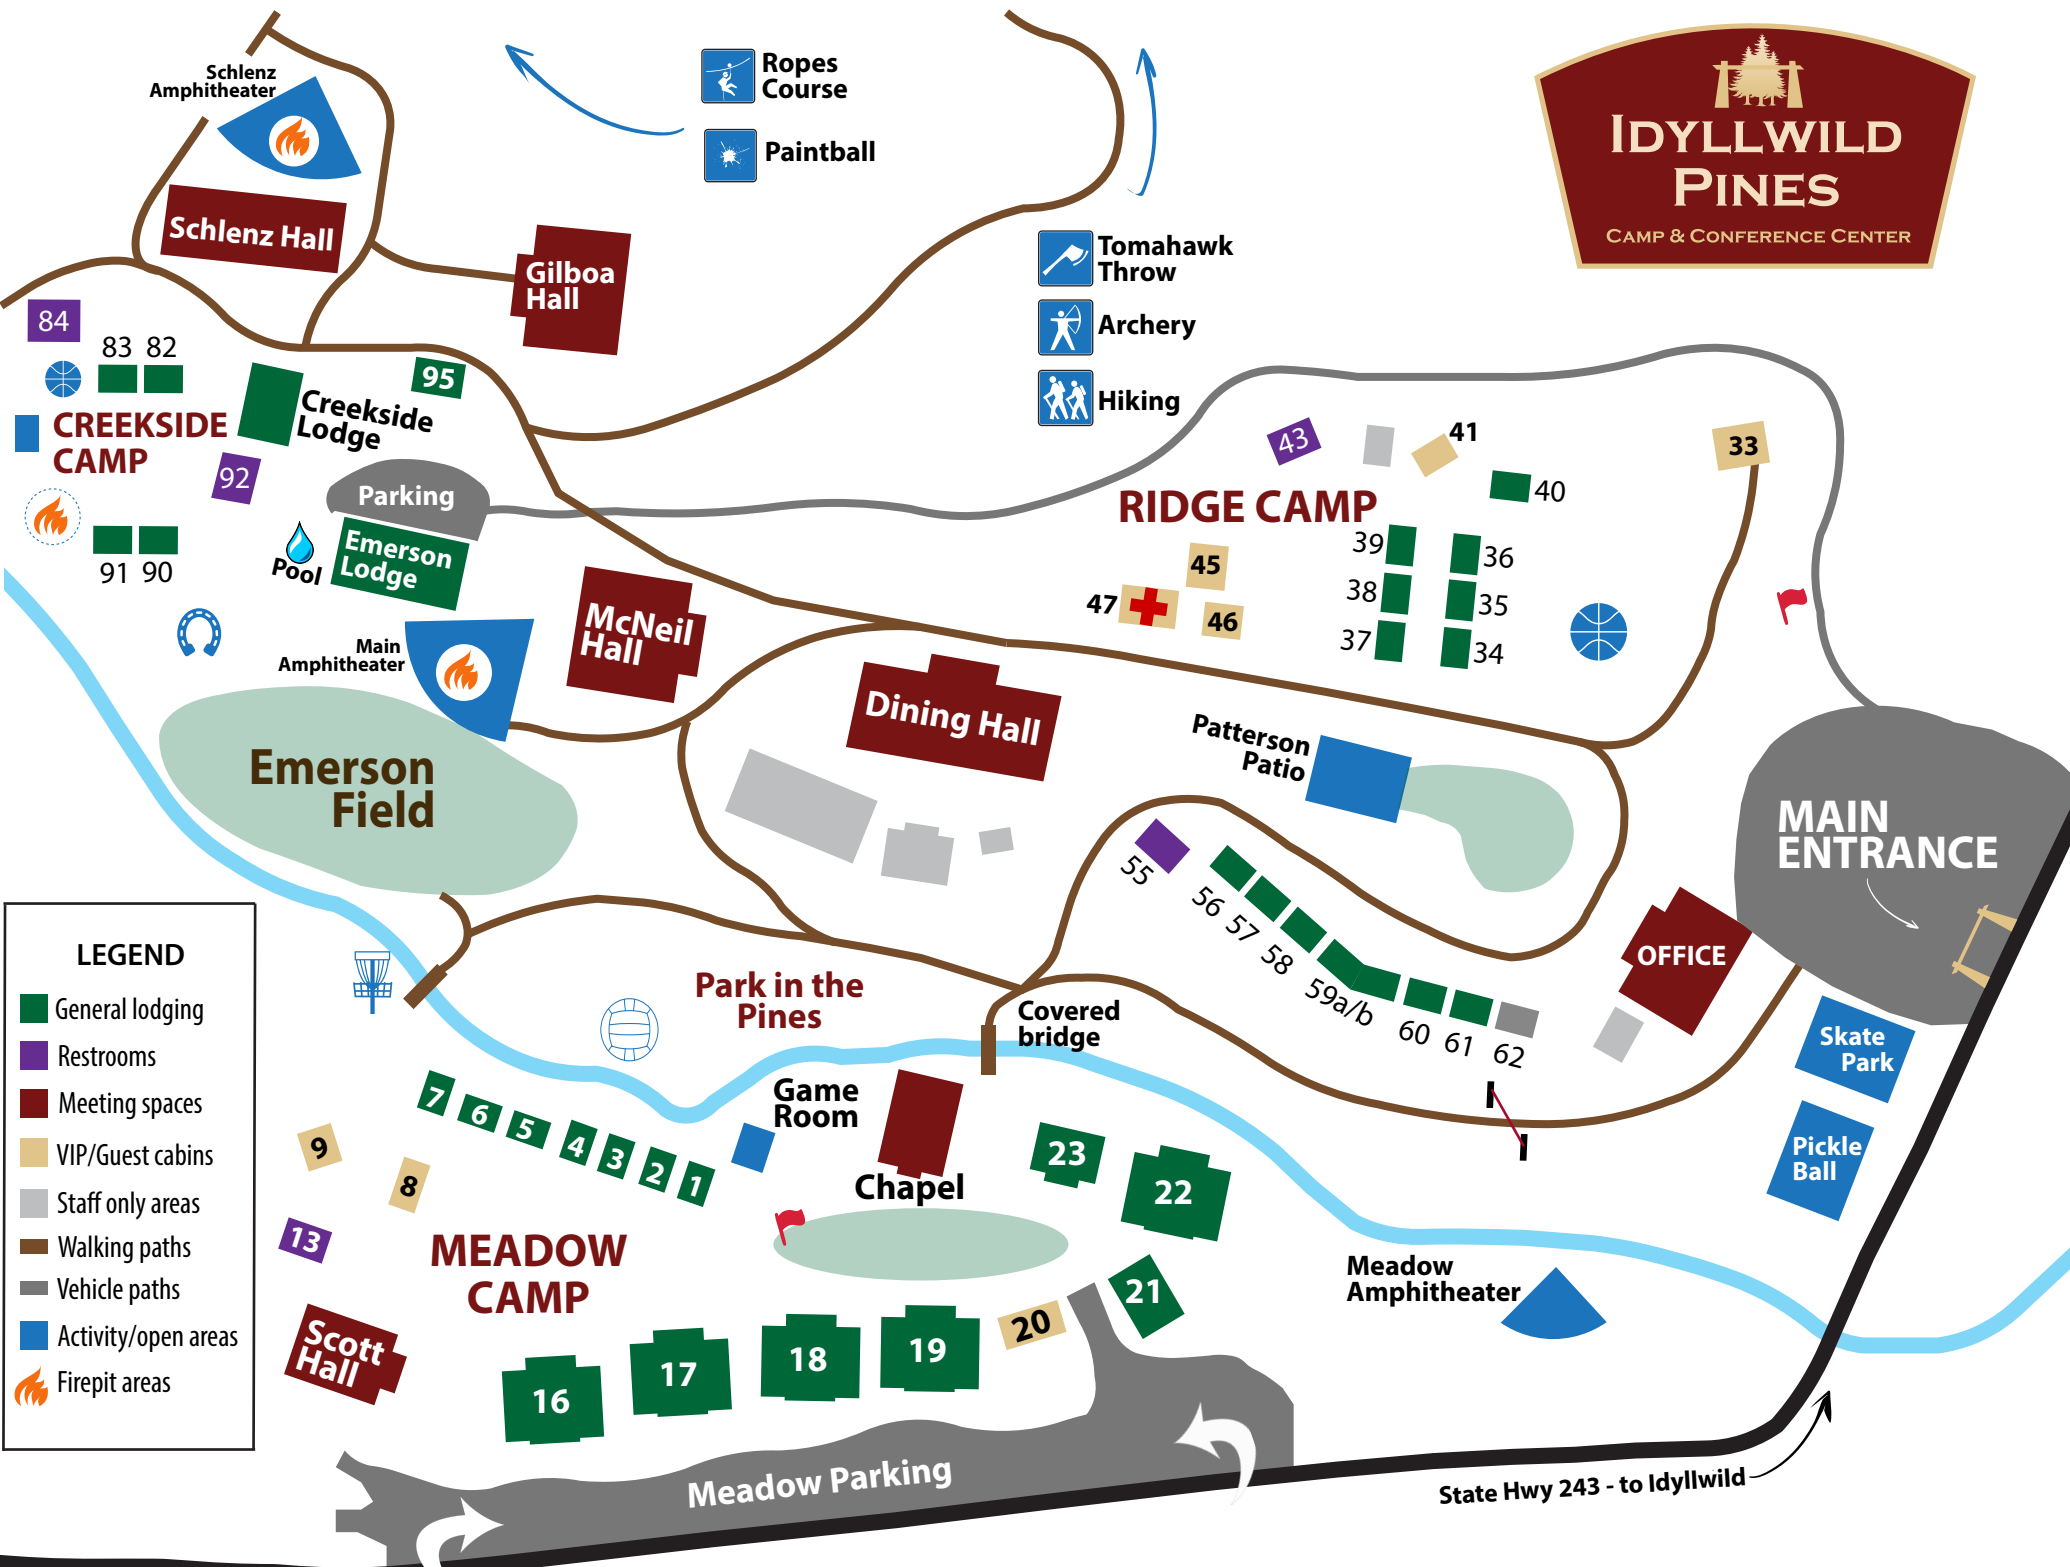 Schlenz
Amphitheater
Ropes
Course
Paintball
IDYLLWILD
PINES
CAMP & CONFERENCE CENTER
Schlenz Hall
Gilboa
Hall
Tomahawk
Throw
Archery
Hiking
84
83
82
95
Creekside
Lodge
CREEKSIDE
CAMP
92
Parking
Emerson
Lodge
Pool
91
90
43
41
33
40
RIDGE CAMP
39
36
38
35
37
34
45
47
46
McNeil
Hall
Main
Amphitheater
Dining Hall
Patterson
Patio
Emerson
Field
MAIN
ENTRANCE
55
56
57
58
59a/b
60
61
62
OFFICE
Skate
Park
Pickle
Ball
Park in the
Pines
Covered
bridge
LEGEND
General lodging
Restrooms
Meeting spaces
VIP/Guest cabins
Staff only areas
Walking paths
Vehicle paths
Activity/open areas
Firepit areas
7
6
5
4
3
2
1
Game
Room
Chapel
23
22
9
8
13
MEADOW
CAMP
21
20
Scott
Hall
16
17
18
19
Meadow
Amphitheater
Meadow Parking
State Hwy 243 - to Idyllwild